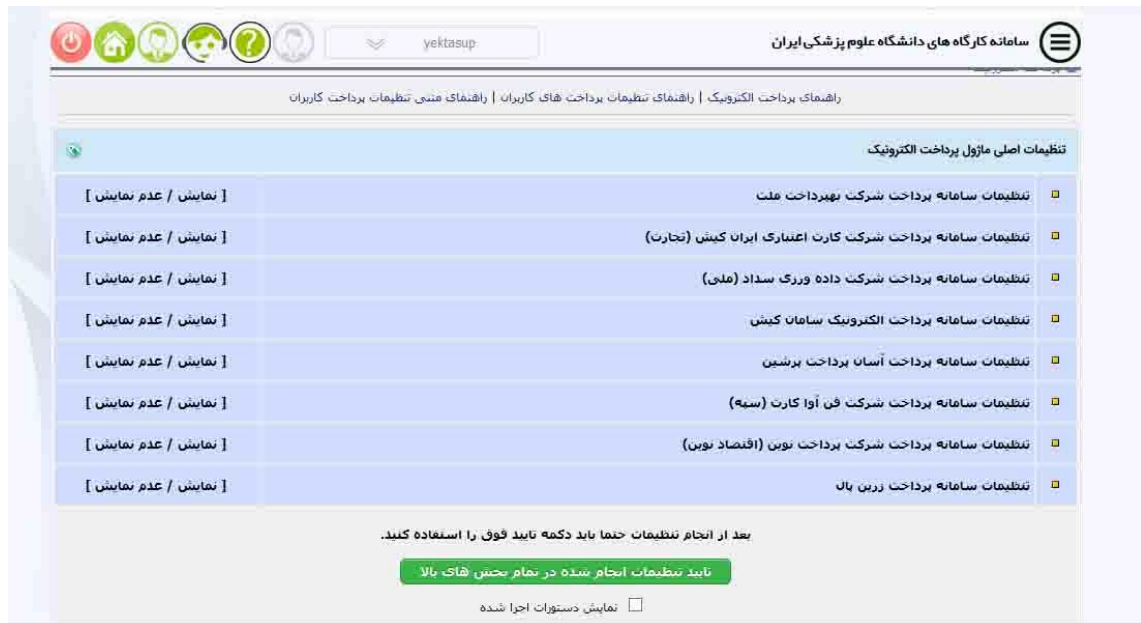 سامانه کارگاه های دانشگاه علوم پزشکی ایران
yektasup
راهنمای پرداخت الکترونیک | راهنمای تنظیمات پرداخت های کاربران | راهنمای متنی تنظیمات پرداخت کاربران
تنظیمات اصلی ماژول پرداخت الکترونیک
تنظیمات سامانه پرداخت شرکت بهپرداخت ملت [ نمایش / عدم نمایش ]
تنظیمات سامانه پرداخت شرکت کارت اعتباری ایران کیش (تجارت) [ نمایش / عدم نمایش ]
تنظیمات سامانه پرداخت شرکت داده ورزی سداد (ملی) [ نمایش / عدم نمایش ]
تنظیمات سامانه پرداخت الکترونیک سامان کیش [ نمایش / عدم نمایش ]
تنظیمات سامانه پرداخت آسان پرداخت پرشین [ نمایش / عدم نمایش ]
تنظیمات سامانه پرداخت شرکت فن آوا کارت (سپه) [ نمایش / عدم نمایش ]
تنظیمات سامانه پرداخت شرکت پرداخت نوین (اقتصاد نوین) [ نمایش / عدم نمایش ]
تنظیمات سامانه پرداخت زرین پال [ نمایش / عدم نمایش ]
بعد از انجام تنظیمات حتما باید دکمه تایید فوق را استفاده کنید.
تایید تنظیمات انجام شده در تمام بخش های بالا
نمایش دستورات اجرا شده